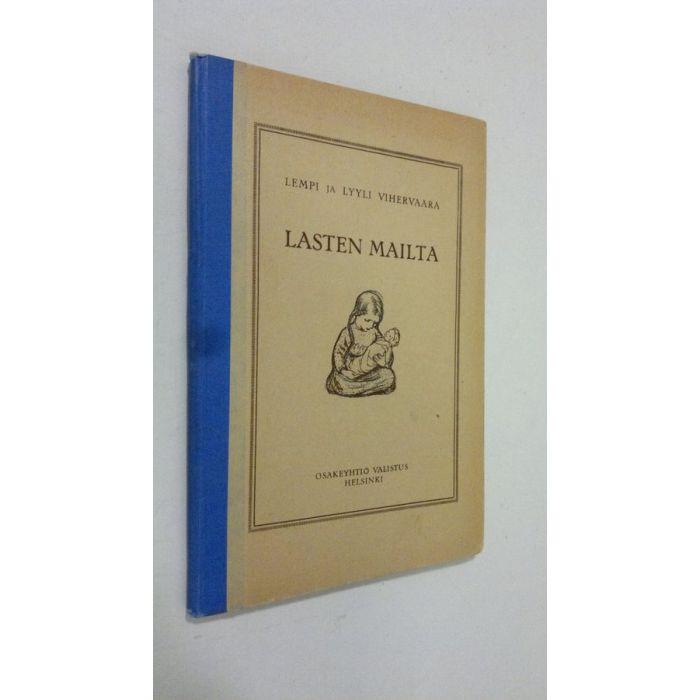 LEMPI JA LYYLI VIHERVAARA
LASTEN MAILTA
OSAKEYHTIÖ VALISTUS
HELSINKI